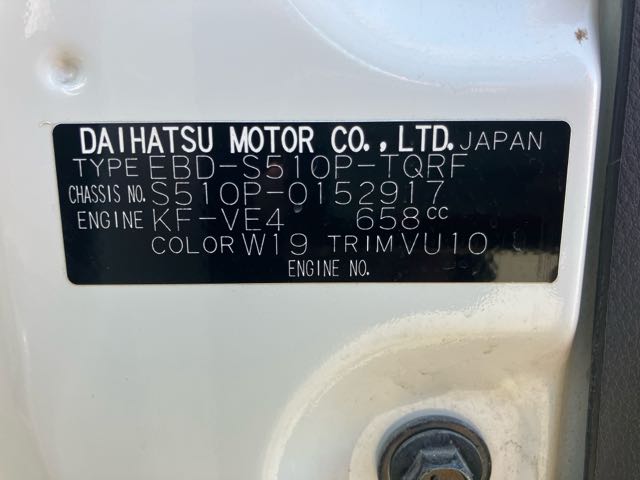 DAIHATSU MOTOR CO., LTD. JAPAN
TYPE EBD-S510P-TQRF
CHASSIS NO. S510P-0152917
ENGINE KF-VE4 658cc
COLOR W19 TRIM VU10
ENGINE NO.